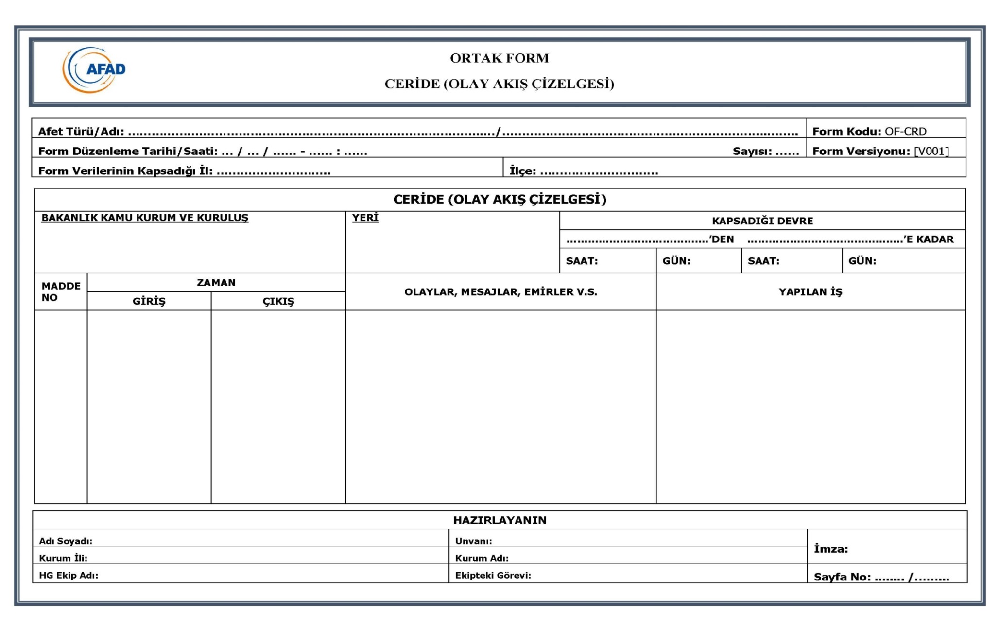 AFAD
ORTAK FORM
CERİDE (OLAY AKIŞ ÇİZELGESİ)
Afet Türü/Adı: ……………………………………………………………………………/…………………………………………………………………… Form Kodu: OF-CRD
Form Düzenleme Tarihi/Saati: … / … / …… - …… : …… Sayısı: …… Form Versiyonu: [V001]
Form Verilerinin Kapsadığı İl: ……………………….. İlçe: …………………………
CERİDE (OLAY AKIŞ ÇİZELGESİ)
BAKANLIK KAMU KURUM VE KURULUŞ YERİ KAPSADIĞI DEVRE
………………………………….’DEN ……………………………………..’E KADAR
SAAT: GÜN: SAAT: GÜN:
MADDE NO ZAMAN OLAYLAR, MESAJLAR, EMİRLER V.S. YAPILAN İŞ
GİRİŞ ÇIKIŞ
HAZIRLAYANIN
Adı Soyadı: Unvanı: İmza:
Kurum İli: Kurum Adı:
HG Ekip Adı: Ekipteki Görevi: Sayfa No: …….. /………